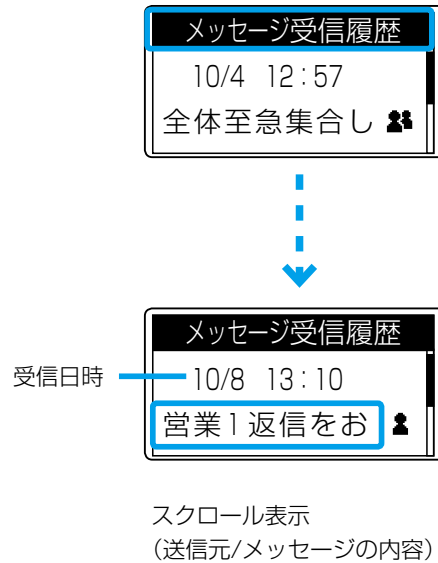 メッセージ受信履歴
10/4 12:57
全体至急集合し
メッセージ受信履歴
受信日時
10/8 13:10
営業1返信をお
スクロール表示
（送信元/メッセージの内容）